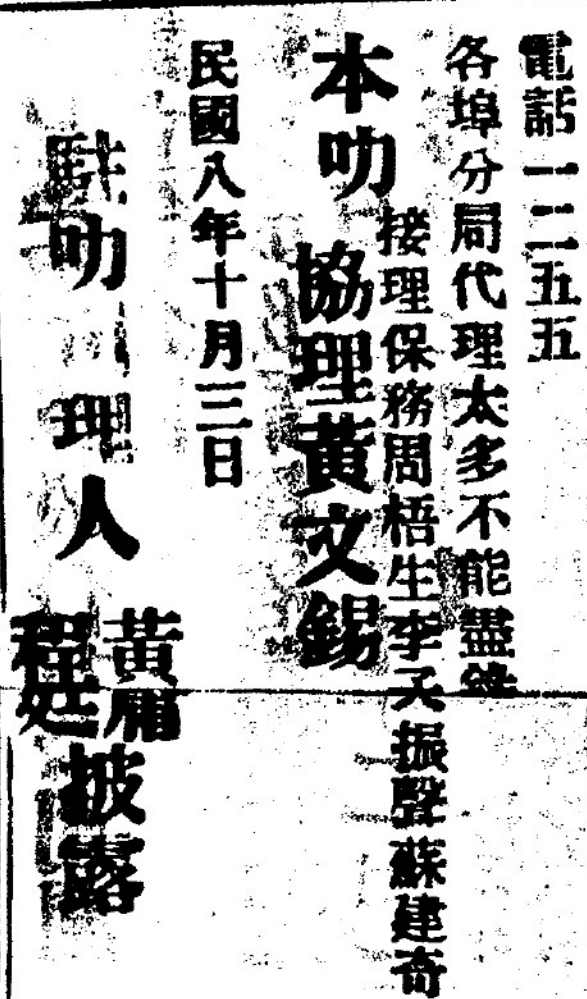 電話一二五五
各埠分局代理太多不能盡錄
接理保務周梧生李天振聲蘇建奇
本叻
協理黃文錫
民國八年十月三日
駐叻 理人
黃
程
披露